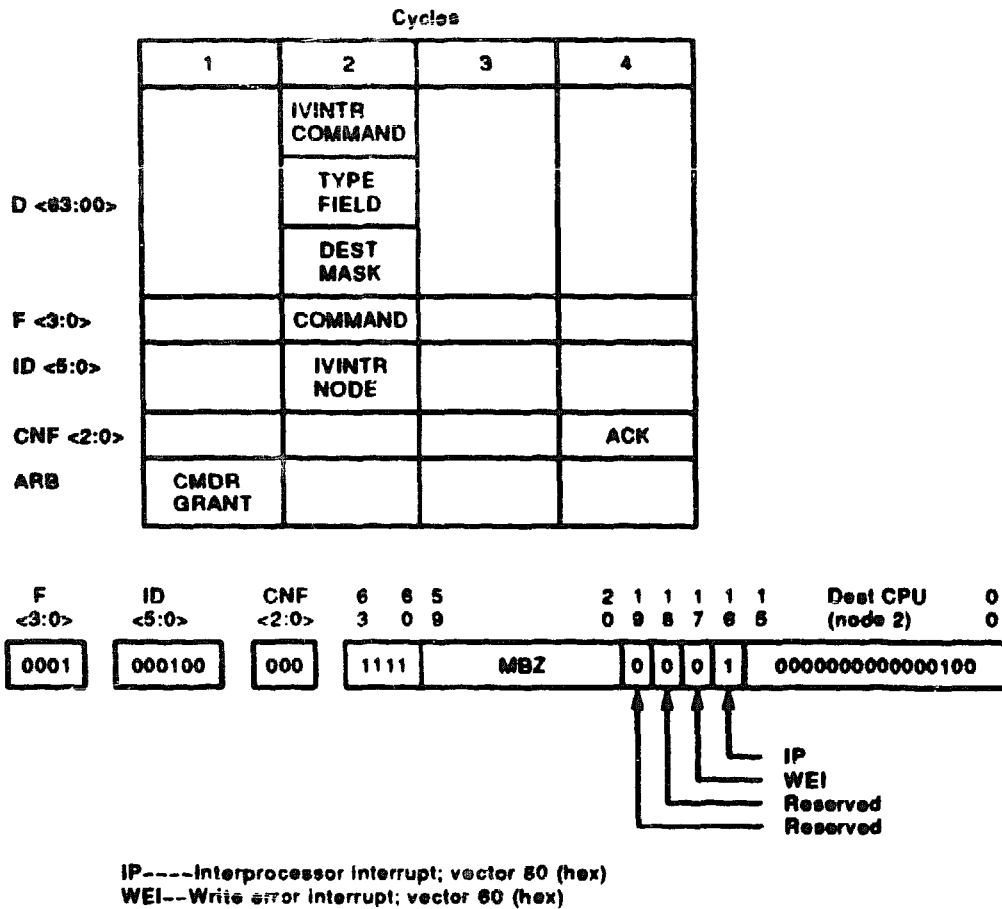 Cycles
1 2 3 4
IVINTR
COMMAND
TYPE
FIELD
D <63:00>
DEST
MASK
F <3:0> COMMAND
ID <5:0> IVINTR
NODE
CNF <2:0> ACK
ARB CMDR
GRANT
F ID CNF 6 6 5 2 1 1 1 1 1 Dest CPU 0
<3:0> <5:0> <2:0> 3 0 9 0 9 8 7 6 5 (node 2) 0
0001 000100 000 1111 MBZ 0 0 0 1 0000000000000100
IP
WEI
Reserved
Reserved
IP----Interprocessor interrupt; vector 80 (hex)
WEI--Write error interrupt; vector 60 (hex)